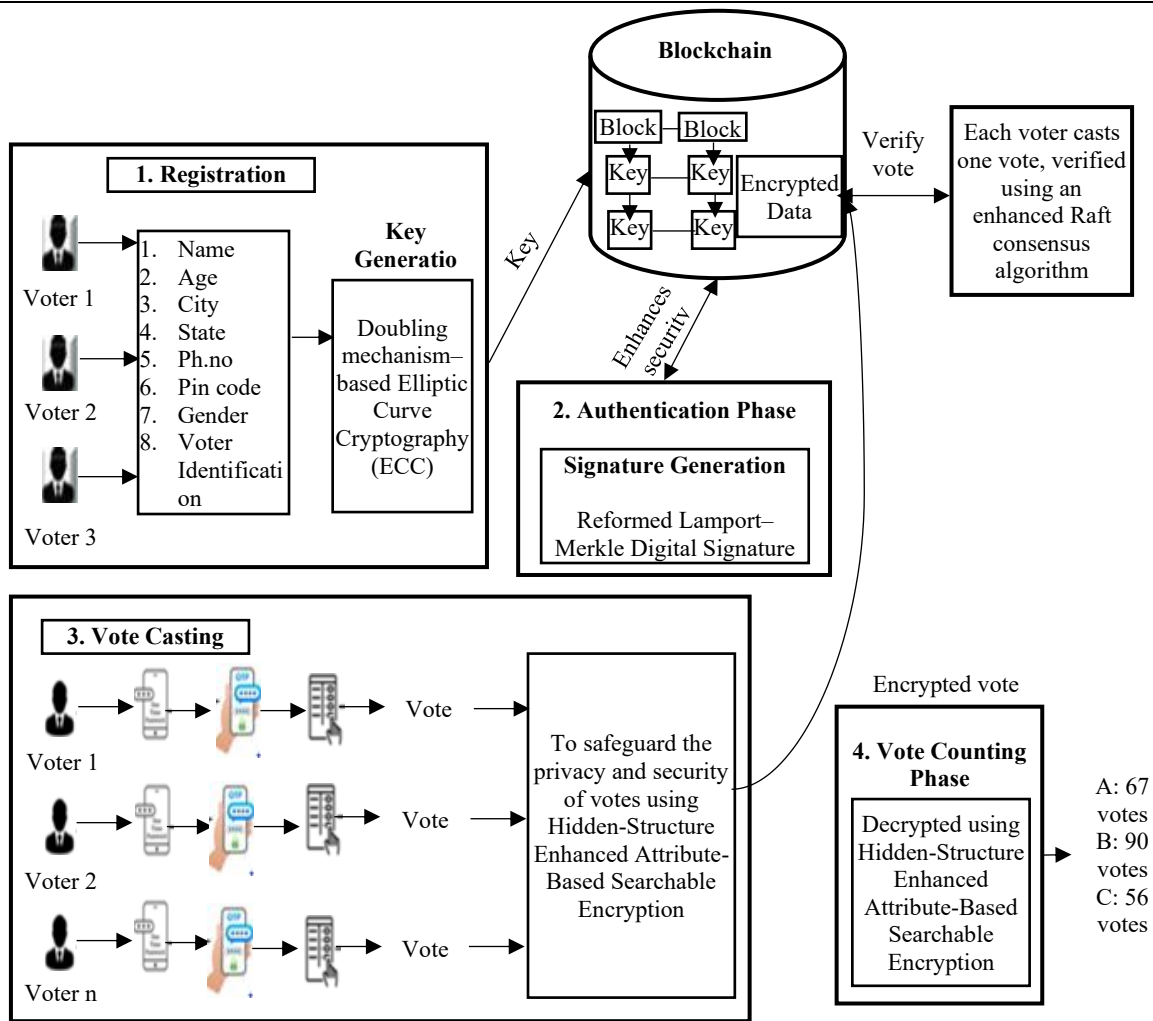 Blockchain
Block
Block
Key
Key
Key
Key
Encrypted
Data
Verify
vote
Each voter casts
one vote, verified
using an
enhanced Raft
consensus
algorithm
1. Registration
Voter 1
Voter 2
Voter 3
1. Name
2. Age
3. City
4. State
5. Ph.no
6. Pin code
7. Gender
8. Voter
Identificati
on
Key
Generatio
Doubling
mechanism–
based Elliptic
Curve
Cryptography
(ECC)
Key
Enhances
security
2. Authentication Phase
Signature Generation
Reformed Lamport–
Merkle Digital Signature
3. Vote Casting
OTP
Vote
Voter 1
OTP
Vote
Voter 2
OTP
Vote
Voter n
To safeguard the
privacy and security
of votes using
Hidden-Structure
Enhanced Attribute-
Based Searchable
Encryption
Encrypted vote
4. Vote Counting
Phase
Decrypted using
Hidden-Structure
Enhanced
Attribute-Based
Searchable
Encryption
A: 67
votes
B: 90
votes
C: 56
votes